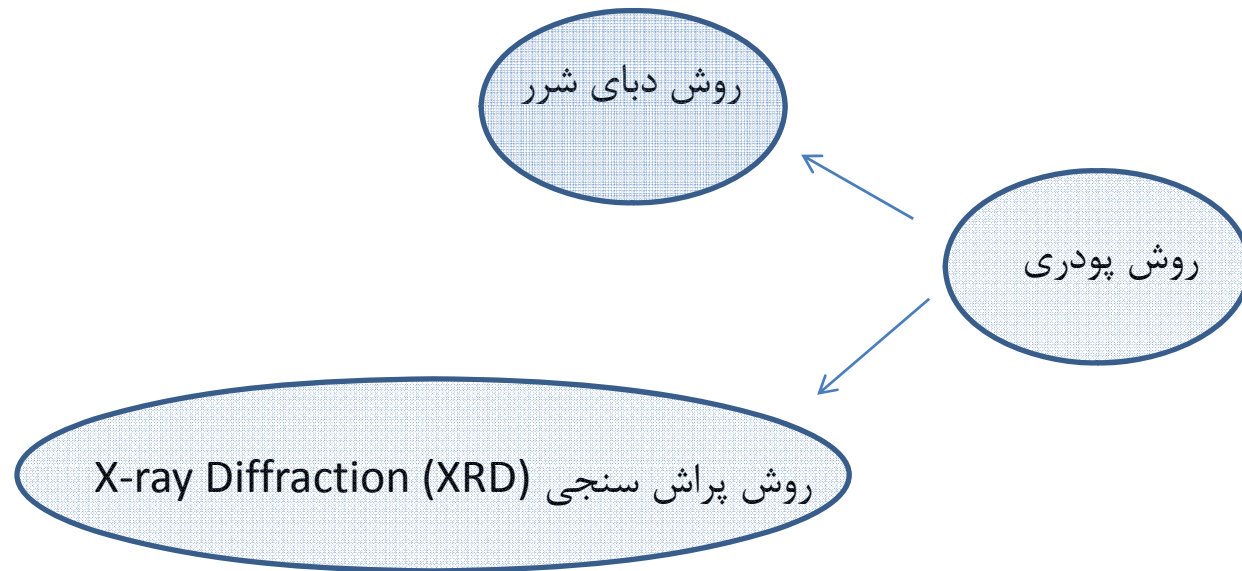 روش دبای شرر
روش پودری
روش پراش سنجی X-ray Diffraction (XRD)